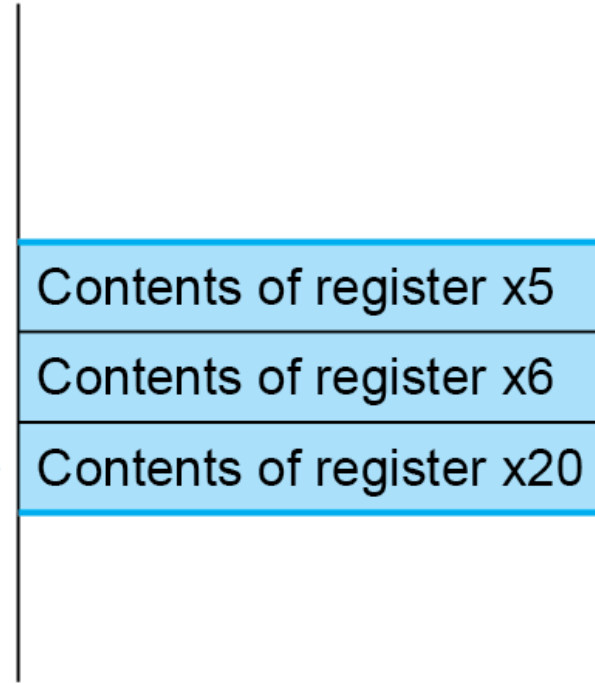 Contents of register x5
Contents of register x6
Contents of register x20